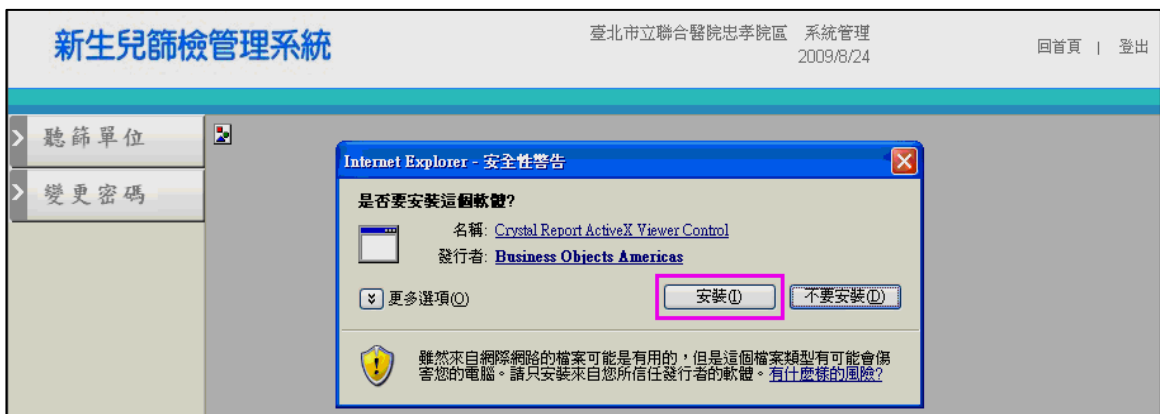 新生兒篩檢管理系統
臺北市立聯合醫院忠孝院區 系統管理
2009/8/24
回首頁 | 登出
聽篩單位
變更密碼
Internet Explorer - 安全性警告
是否要安裝這個軟體?
名稱: Crystal Report ActiveX Viewer Control
發行者: Business Objects Americas
更多選項(O)
安裝(I)
不要安裝(D)
雖然來自網際網路的檔案可能是有用的，但是這個檔案類型有可能會傷
害您的電腦。請只安裝來自您所信任發行者的軟體。有什麼樣的風險?